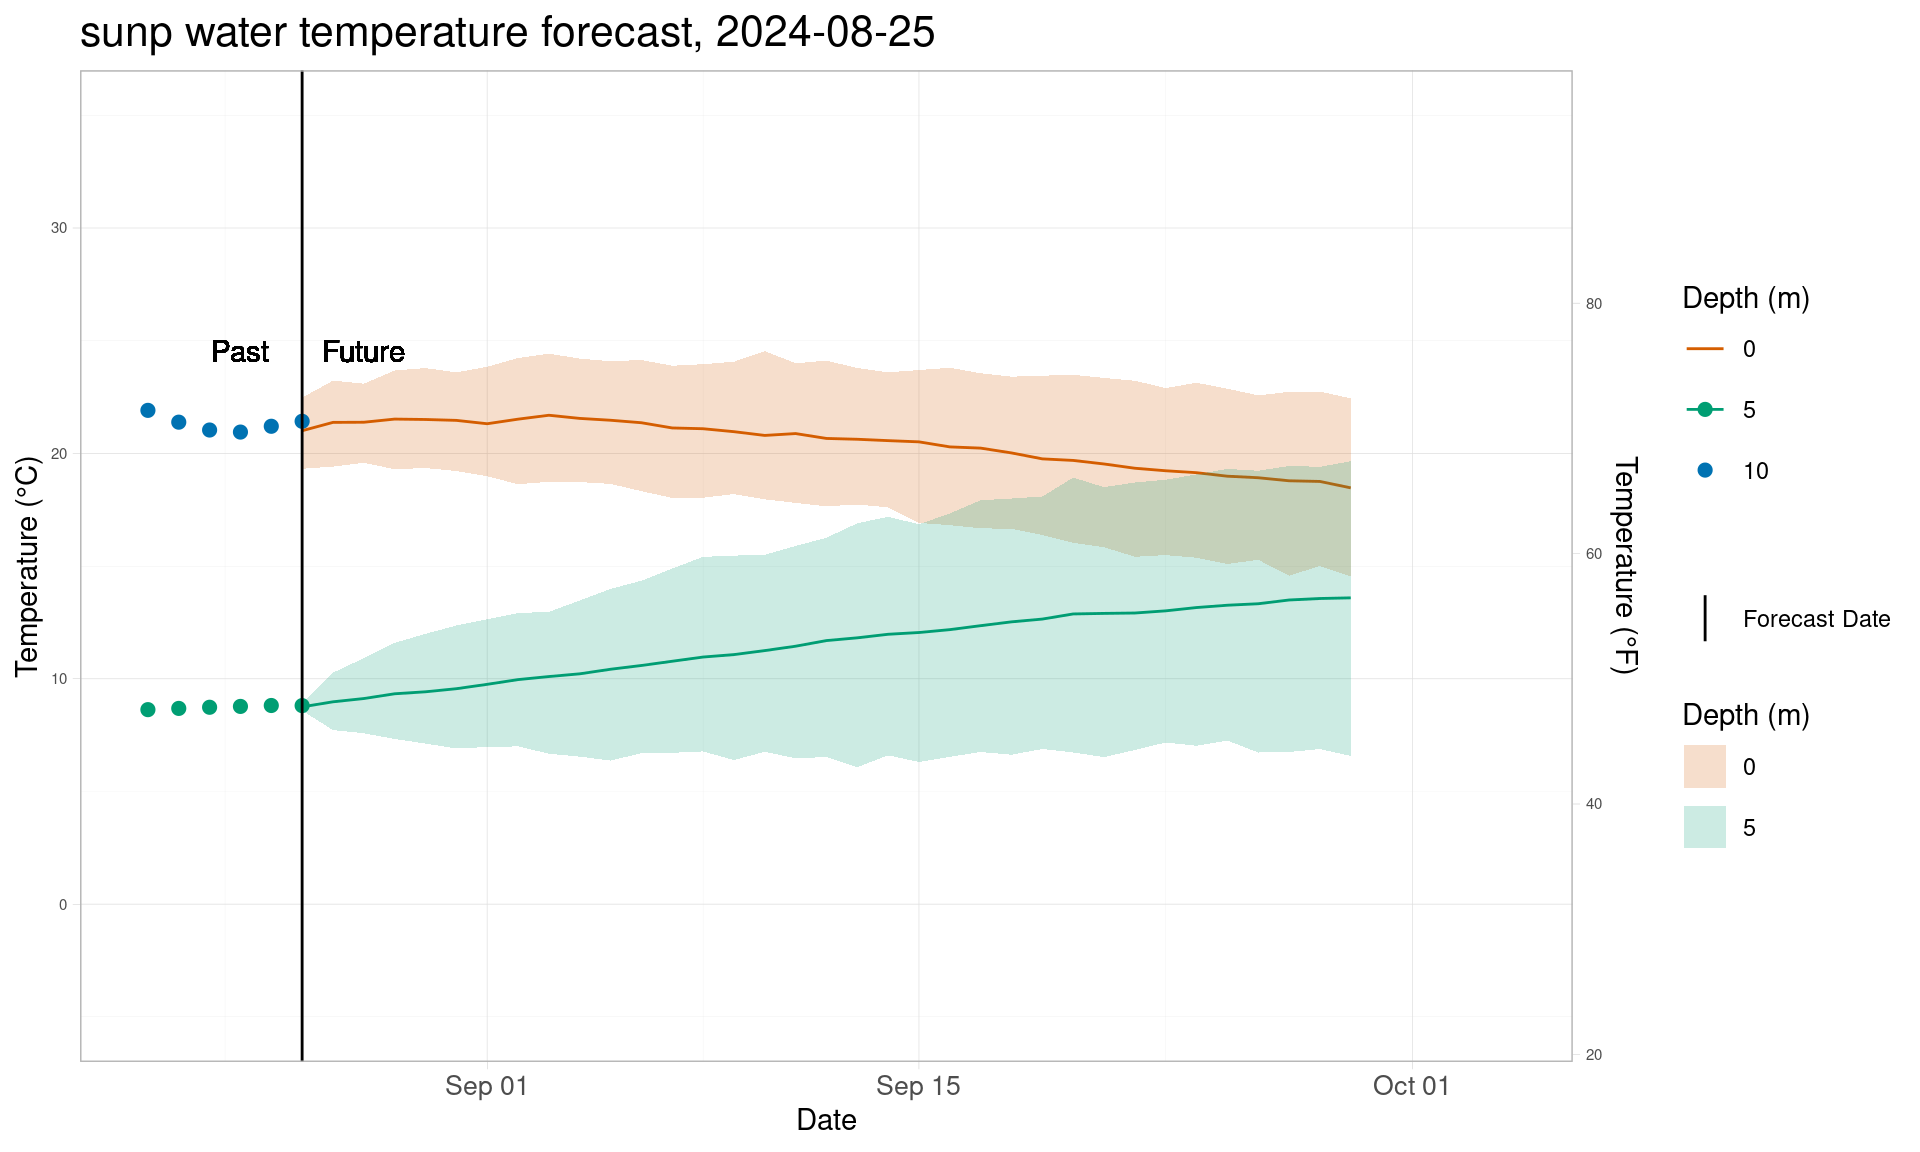 sunp water temperature forecast, 2024-08-25
Past
Future
30
20
10
0
Temperature (°C)
80
60
40
20
Temperature (°F)
Sep 01
Sep 15
Oct 01
Date
Depth (m)
0
5
10
Forecast Date
Depth (m)
0
5